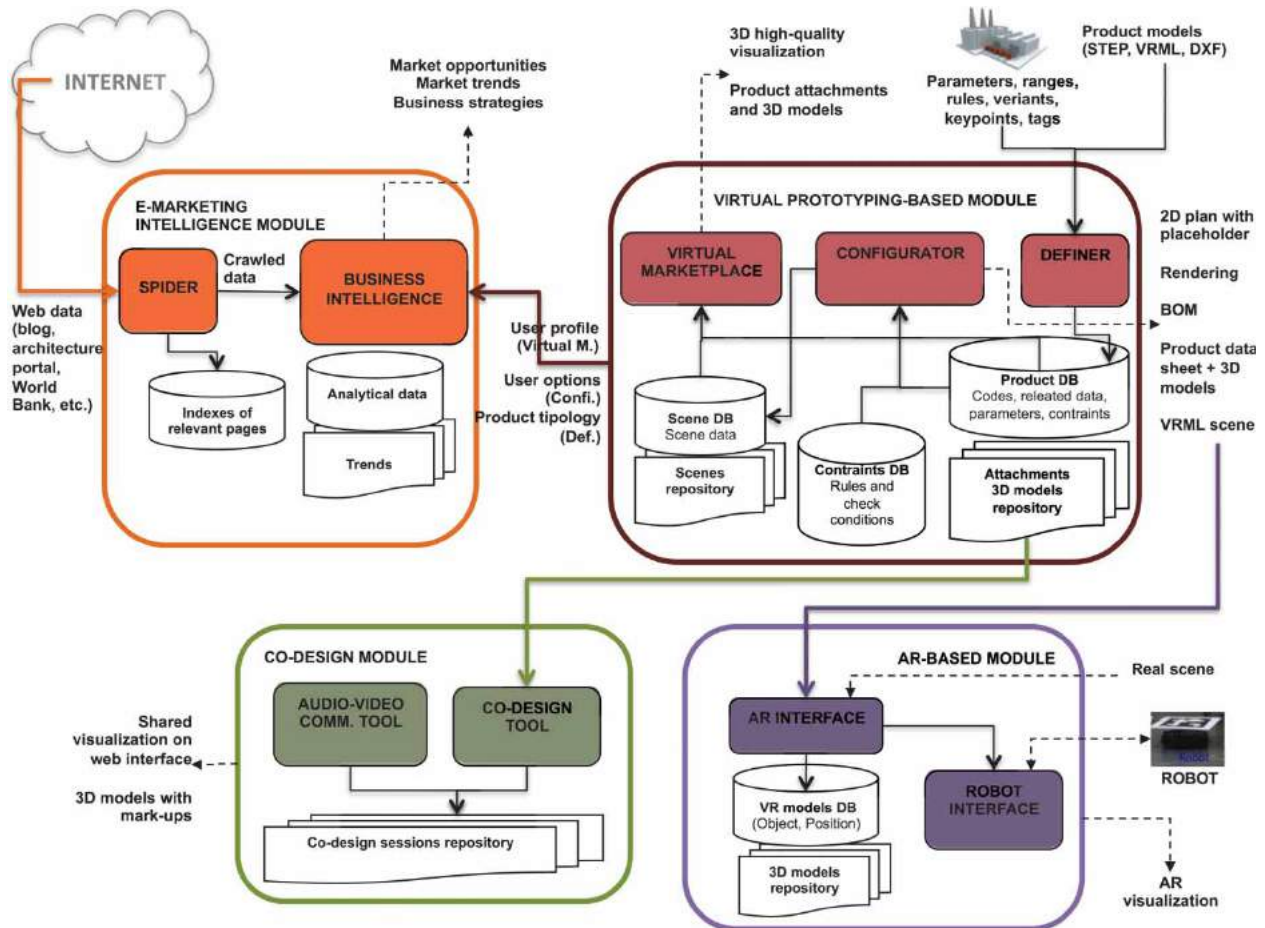 INTERNET
Market opportunities
Market trends
Business strategies
3D high-quality
visualization
Product attachments
and 3D models
Product models
(STEP, VRML, DXF)
Parameters, ranges,
rules, veriants,
keypoints, tags
E-MARKETING
INTELLIGENCE MODULE
SPIDER
Crawled
data
BUSINESS
INTELLIGENCE
Web data
(blog,
architecture
portal,
World
Bank, etc.)
Indexes of
relevant pages
Analytical data
Trends
User profile
(Virtual M.)
User options
(Confi.)
Product tipology
(Def.)
VIRTUAL PROTOTYPING-BASED MODULE
VIRTUAL
MARKETPLACE
CONFIGURATOR
DEFINER
Scene DB
Scene data
Scenes
repository
Contraints DB
Rules and
check
conditions
Product DB
Codes, releated data,
parameters, contraints
Attachments
3D models
repository
2D plan with
placeholder
Rendering
BOM
Product data
sheet + 3D
models
VRML scene
CO-DESIGN MODULE
AUDIO-VIDEO
COMM. TOOL
CO-DESIGN
TOOL
Co-design sessions repository
Shared
visualization on
web interface
3D models with
mark-ups
AR-BASED MODULE
AR INTERFACE
VR models DB
(Object, Position)
3D models
repository
ROBOT
INTERFACE
Real scene
Robot
ROBOT
AR
visualization